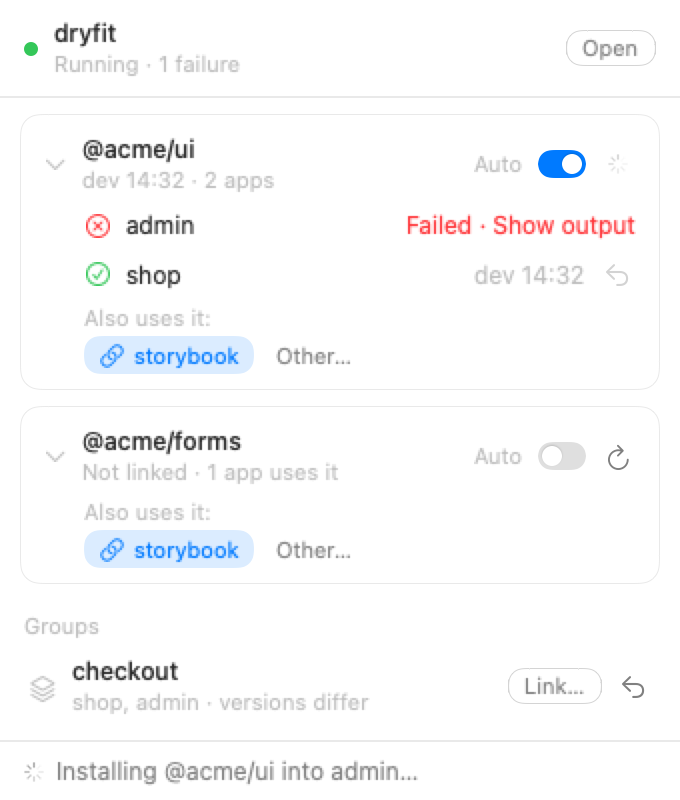 dryfit
Running · 1 failure
Open
@acme/ui
dev 14:32 · 2 apps
Auto
admin
Failed · Show output
shop
dev 14:32
Also uses it:
storybook
Other...
@acme/forms
Not linked · 1 app uses it
Auto
Also uses it:
storybook
Other...
Groups
checkout
shop, admin · versions differ
Link...
Installing @acme/ui into admin...